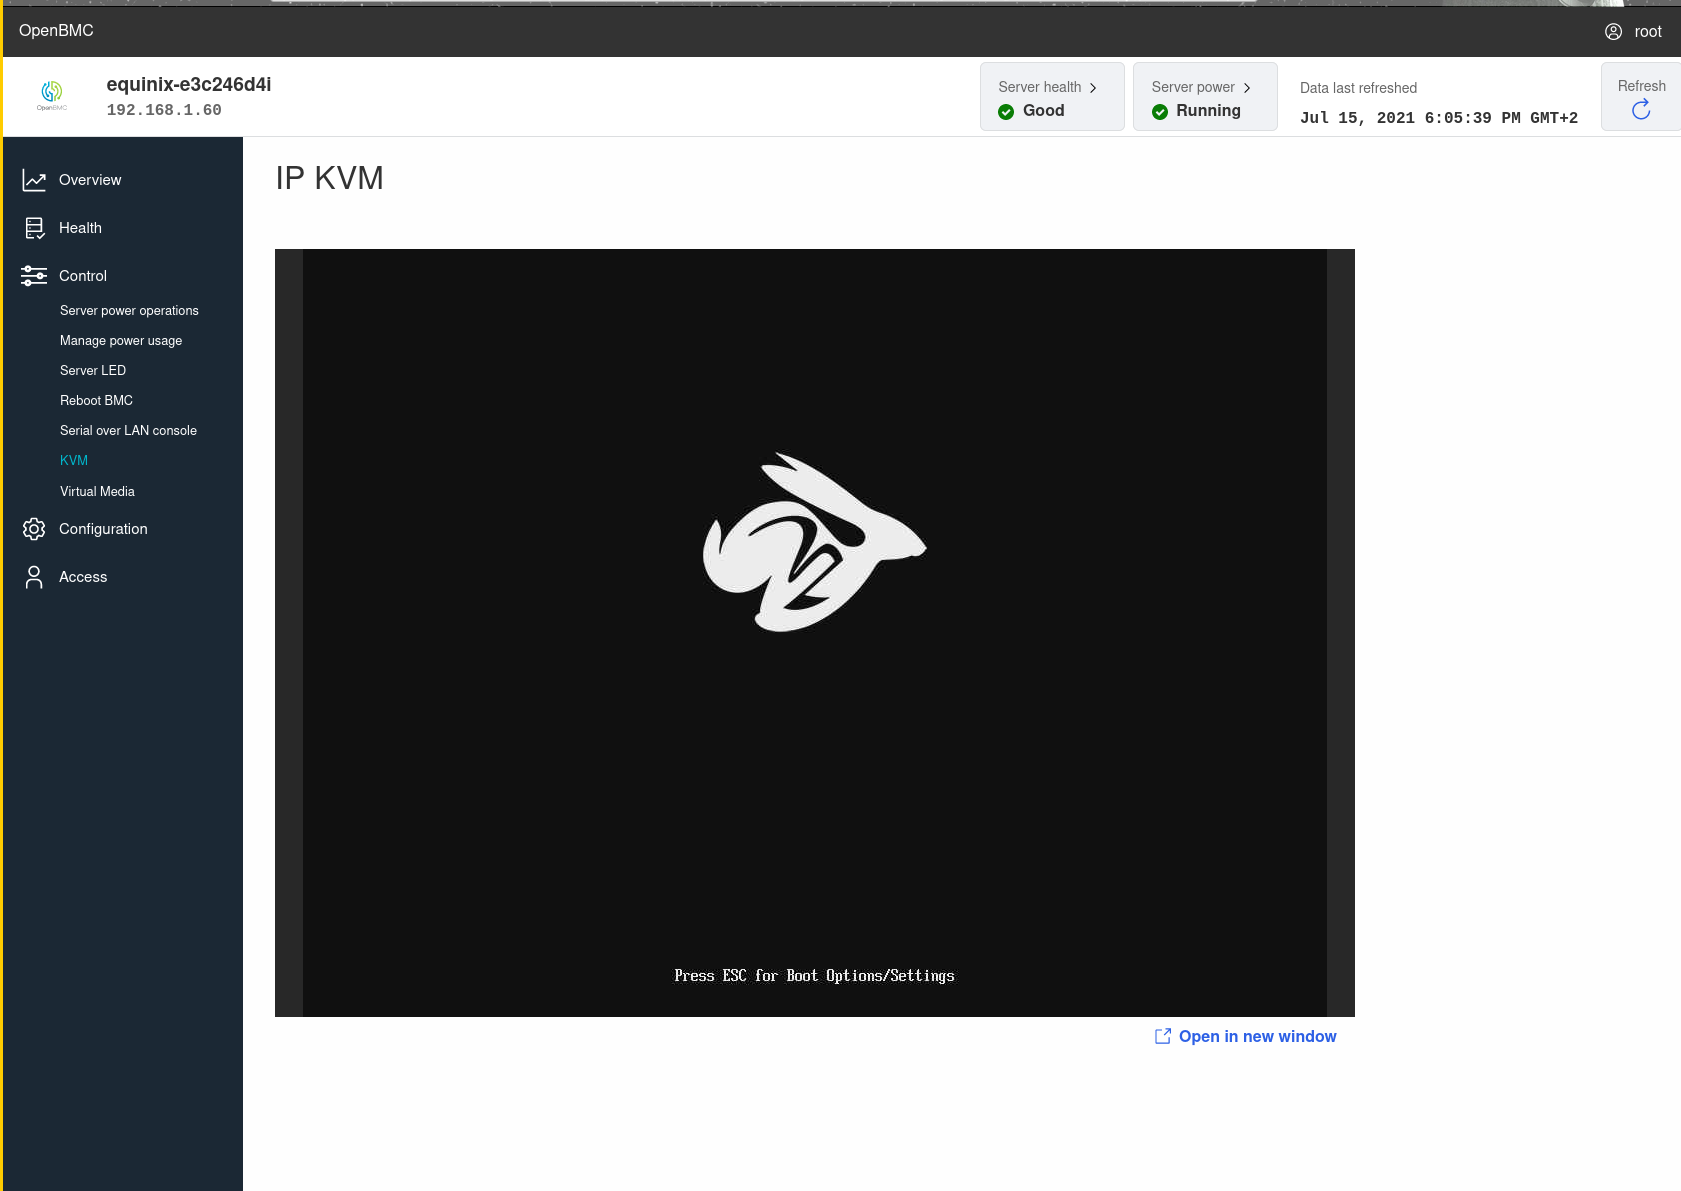 OpenBMC
root
OpenBMC
equinix-e3c246d4i
192.168.1.60
Server health
Good
Server power
Running
Data last refreshed
Jul 15, 2021 6:05:39 PM GMT+2
Refresh
Overview
Health
Control
Server power operations
Manage power usage
Server LED
Reboot BMC
Serial over LAN console
KVM
Virtual Media
Configuration
Access
IP KVM
Press ESC for Boot Options/Settings
Open in new window